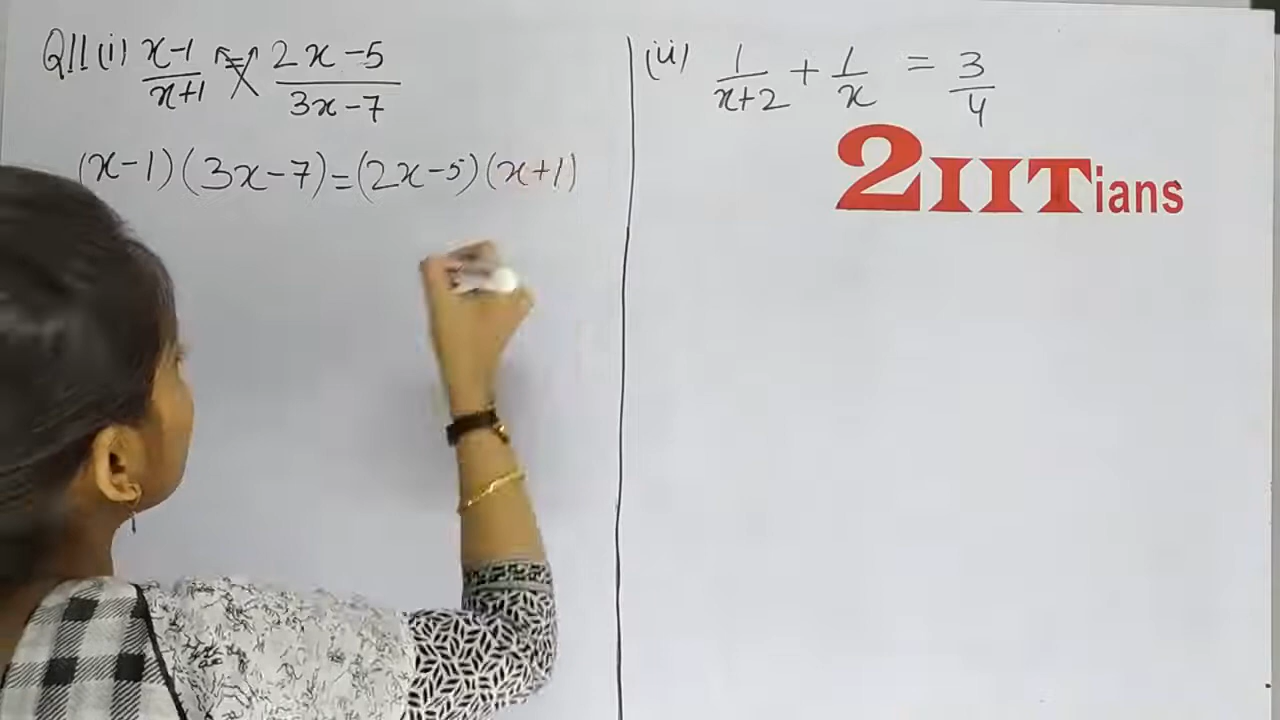 Q11(i) x-1/x+1 = 2x-5/3x-7
(x-1)(3x-7)=(2x-5)(x+1)
(ii) 1/x+2 + 1/x = 3/4
2IITians